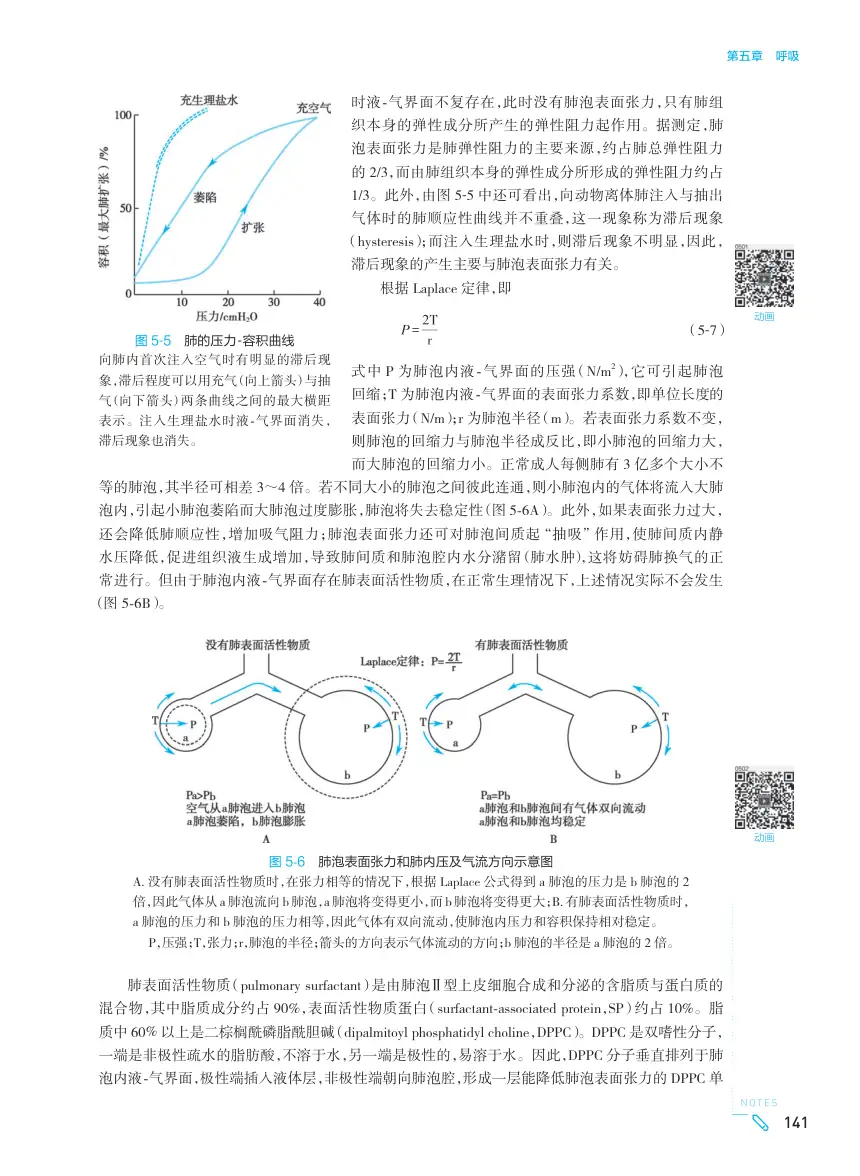 第五章 呼吸
充生理盐水
充空气
100
50
0
容积（最大肺扩张）/%
萎陷
扩张
10 20 30 40
压力/cmH₂O
图 5-5 肺的压力-容积曲线
向肺内首次注入空气时有明显的滞后现
象,滞后程度可以用充气(向上箭头)与抽
气(向下箭头)两条曲线之间的最大横距
表示。注入生理盐水时液-气界面消失,
滞后现象也消失。
时液-气界面不复存在,此时没有肺泡表面张力,只有肺组
织本身的弹性成分所产生的弹性阻力起作用。据测定,肺
泡表面张力是肺弹性阻力的主要来源,约占肺总弹性阻力
的 2/3,而由肺组织本身的弹性成分所形成的弹性阻力约占
1/3。此外,由图 5-5 中还可看出,向动物离体肺注入与抽出
气体时的肺顺应性曲线并不重叠,这一现象称为滞后现象
(hysteresis);而注入生理盐水时,则滞后现象不明显,因此,
滞后现象的产生主要与肺泡表面张力有关。
根据 Laplace 定律,即
P=2T/r （5-7）
式中 P 为肺泡内液-气界面的压强(N/m²),它可引起肺泡
回缩;T 为肺泡内液-气界面的表面张力系数,即单位长度的
表面张力(N/m);r 为肺泡半径(m)。若表面张力系数不变,
则肺泡的回缩力与肺泡半径成反比,即小肺泡的回缩力大,
而大肺泡的回缩力小。正常成人每侧肺有 3 亿多个大小不
等的肺泡,其半径可相差 3～4 倍。若不同大小的肺泡之间彼此连通,则小肺泡内的气体将流入大肺
泡内,引起小肺泡萎陷而大肺泡过度膨胀,肺泡将失去稳定性(图 5-6A)。此外,如果表面张力过大,
还会降低肺顺应性,增加吸气阻力;肺泡表面张力还可对肺泡间质起“抽吸”作用,使肺间质内静
水压降低,促进组织液生成增加,导致肺间质和肺泡腔内水分潴留(肺水肿),这将妨碍肺换气的正
常进行。但由于肺泡内液-气界面存在肺表面活性物质,在正常生理情况下,上述情况实际不会发生
(图 5-6B)。
0501
动画
没有肺表面活性物质
Laplace定律：P=2T/r
有肺表面活性物质
T P a
P T b
T P a
P T b
Pa>Pb
空气从a肺泡进入b肺泡
a肺泡萎陷，b肺泡膨胀
A
Pa=Pb
a肺泡和b肺泡间有气体双向流动
a肺泡和b肺泡均稳定
B
0502
动画
图 5-6 肺泡表面张力和肺内压及气流方向示意图
A. 没有肺表面活性物质时,在张力相等的情况下,根据 Laplace 公式得到 a 肺泡的压力是 b 肺泡的 2
倍,因此气体从 a 肺泡流向 b 肺泡,a 肺泡将变得更小,而 b 肺泡将变得更大;B. 有肺表面活性物质时,
a 肺泡的压力和 b 肺泡的压力相等,因此气体有双向流动,使肺泡内压力和容积保持相对稳定。
P,压强;T,张力;r,肺泡的半径;箭头的方向表示气体流动的方向;b 肺泡的半径是 a 肺泡的 2 倍。
肺表面活性物质(pulmonary surfactant)是由肺泡Ⅱ型上皮细胞合成和分泌的含脂质与蛋白质的
混合物,其中脂质成分约占 90%,表面活性物质蛋白(surfactant-associated protein,SP)约占 10%。脂
质中 60% 以上是二棕榈酰磷脂酰胆碱(dipalmitoyl phosphatidyl choline,DPPC)。DPPC 是双嗜性分子,
一端是非极性疏水的脂肪酸,不溶于水,另一端是极性的,易溶于水。因此,DPPC 分子垂直排列于肺
泡内液-气界面,极性端插入液体层,非极性端朝向肺泡腔,形成一层能降低肺泡表面张力的 DPPC 单
NOTES
141